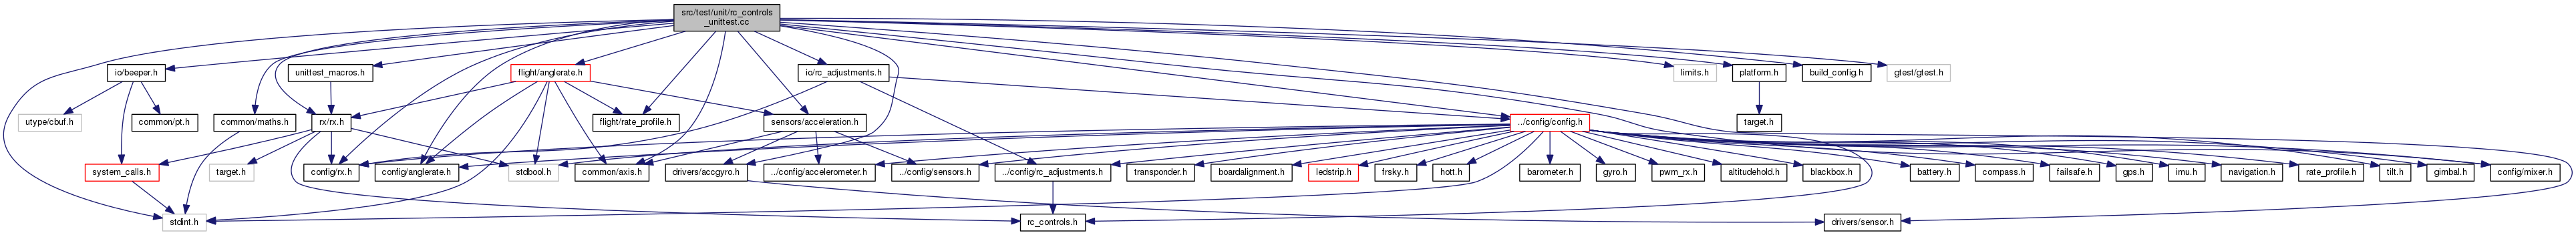 src/test/unit/rc_controls
_unittest.cc
io/beeper.h
unittest_macros.h
flight/anglerate.h
io/rc_adjustments.h
limits.h
platform.h
build_config.h
gtest/gtest.h
utype/cbuf.h
common/pt.h
common/maths.h
rx/rx.h
flight/rate_profile.h
sensors/acceleration.h
../config/config.h
target.h
system_calls.h
target.h
config/rx.h
config/anglerate.h
stdbool.h
common/axis.h
drivers/accgyro.h
../config/accelerometer.h
../config/sensors.h
../config/rc_adjustments.h
transponder.h
boardalignment.h
ledstrip.h
frsky.h
hott.h
barometer.h
gyro.h
pwm_rx.h
altitudehold.h
blackbox.h
battery.h
compass.h
failsafe.h
gps.h
imu.h
navigation.h
rate_profile.h
tilt.h
gimbal.h
config/mixer.h
stdint.h
rc_controls.h
drivers/sensor.h